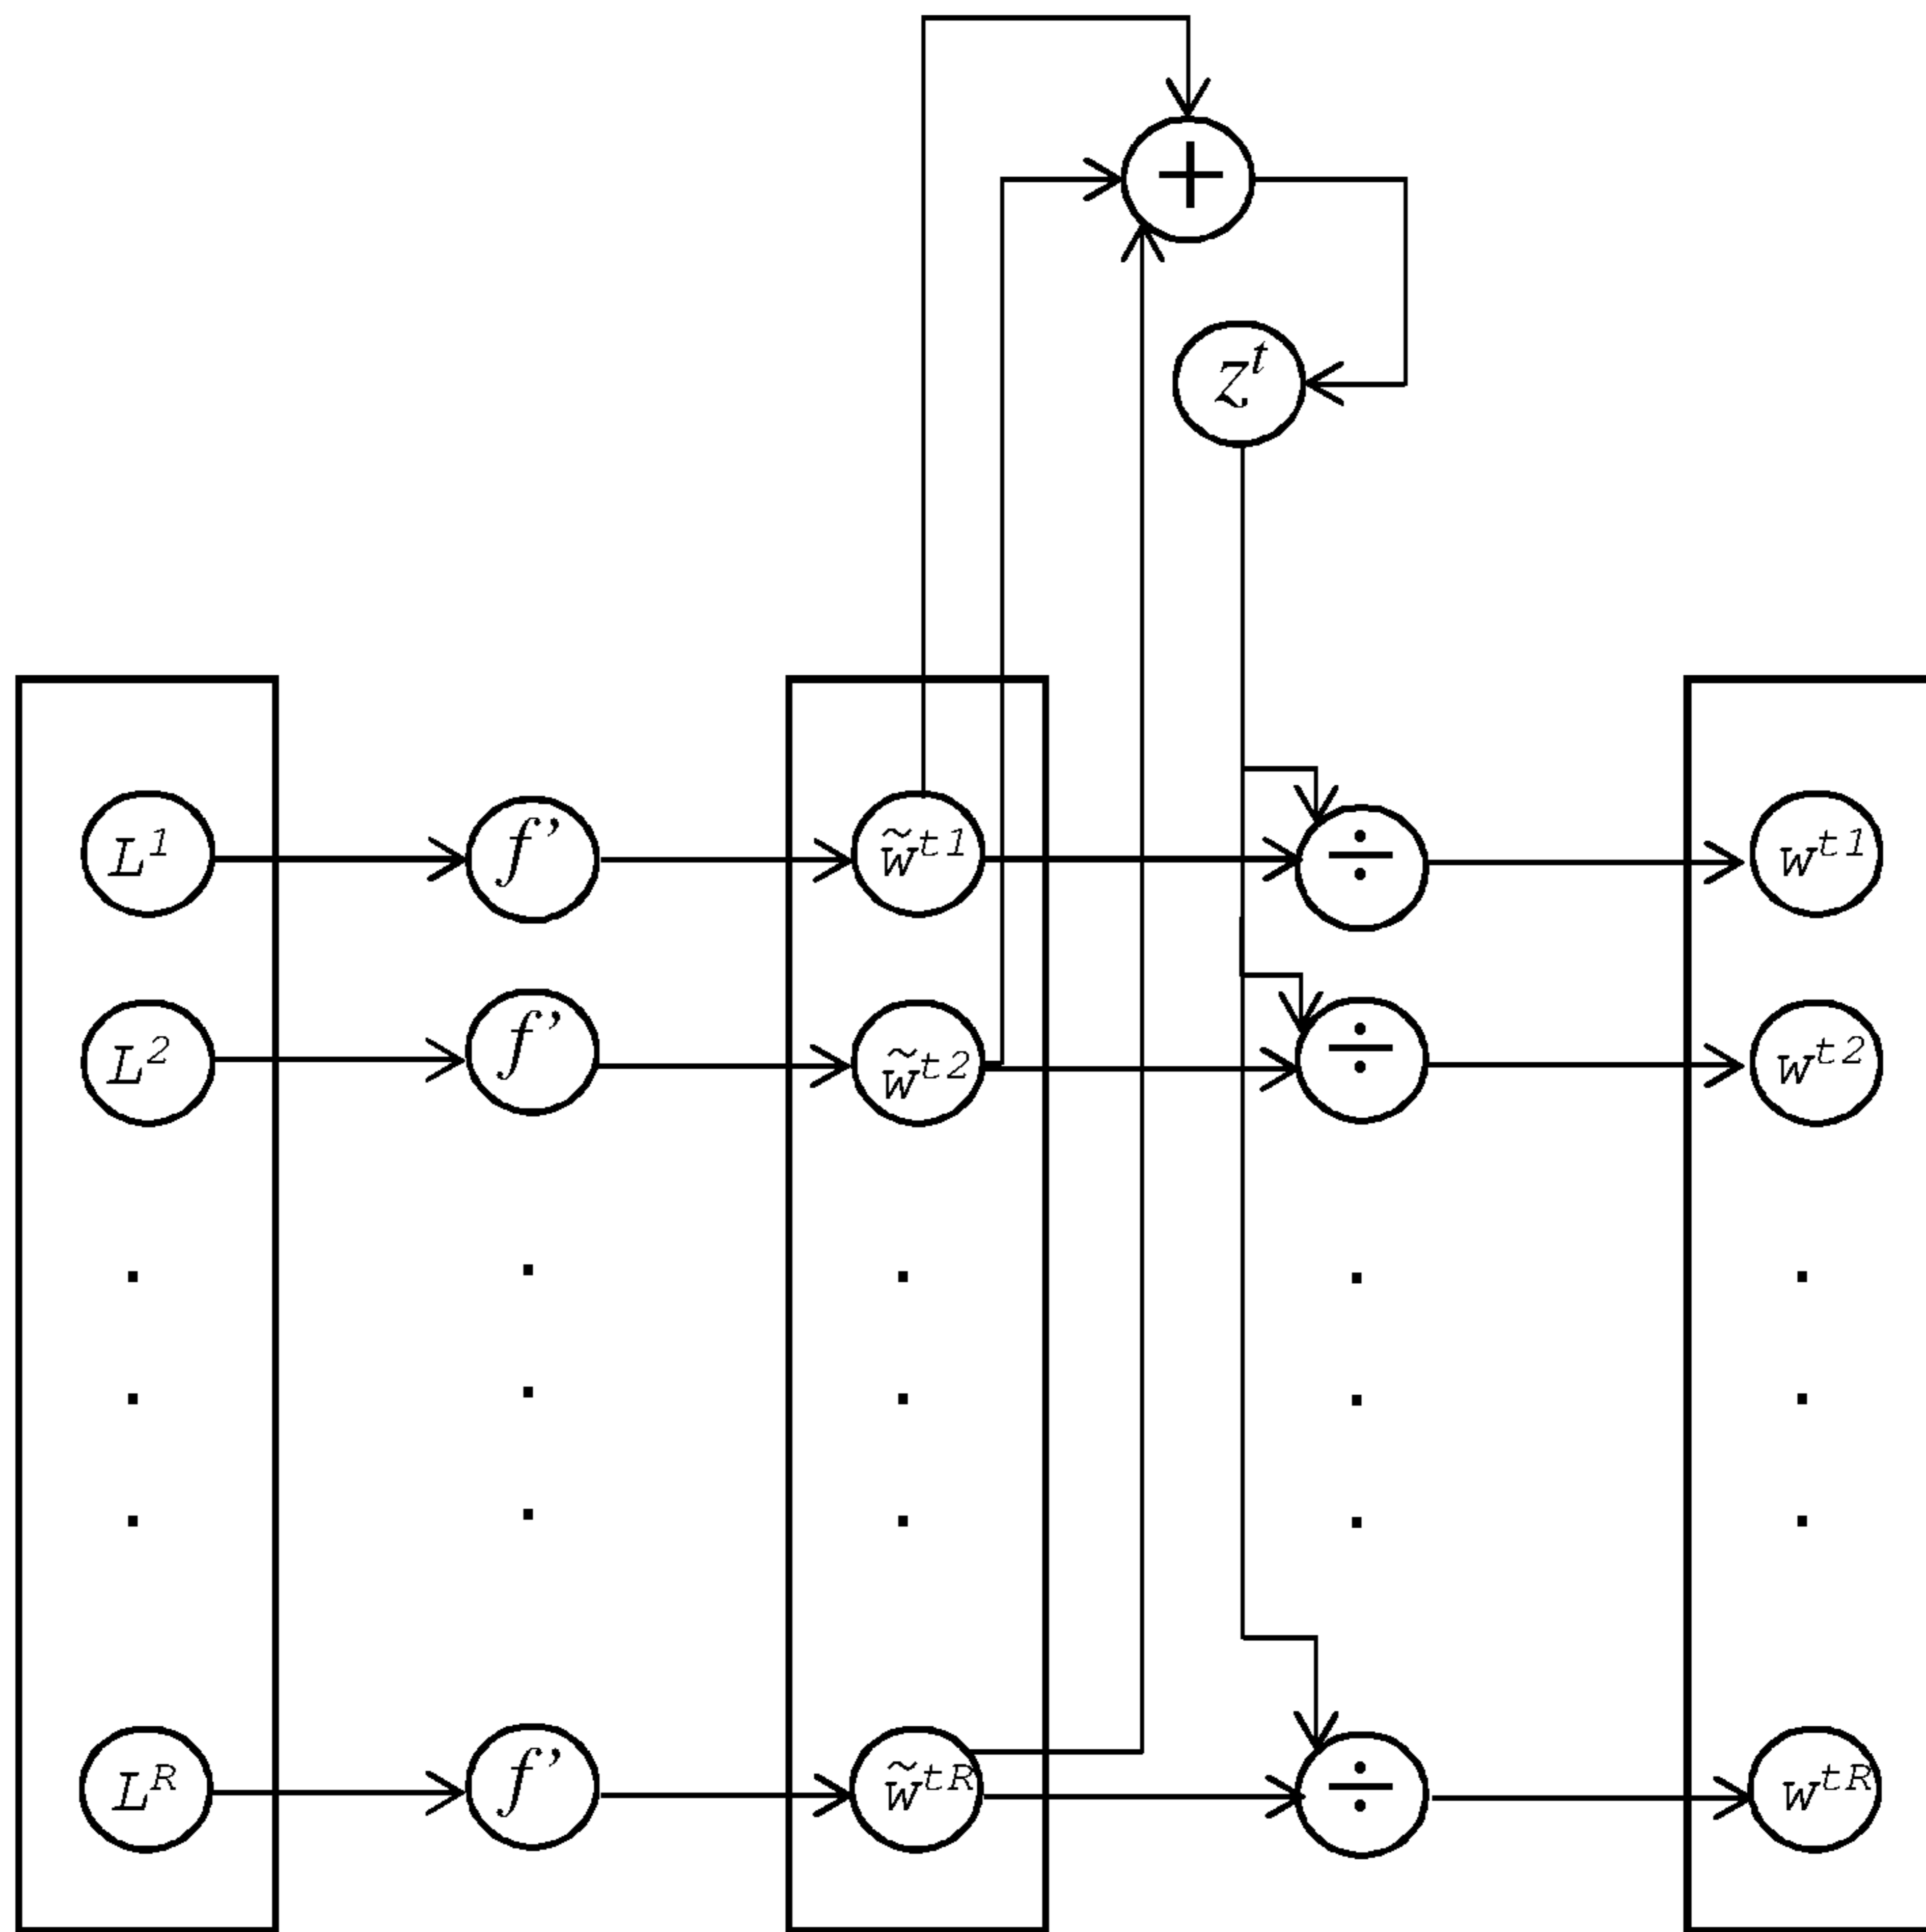 +
z^t
L^1 f' w̃^t1 ÷ w^t1
L^2 f' w̃^t2 ÷ w^t2
. . . . .
. . . . .
. . . . .
L^R f' w̃^tR ÷ w^tR